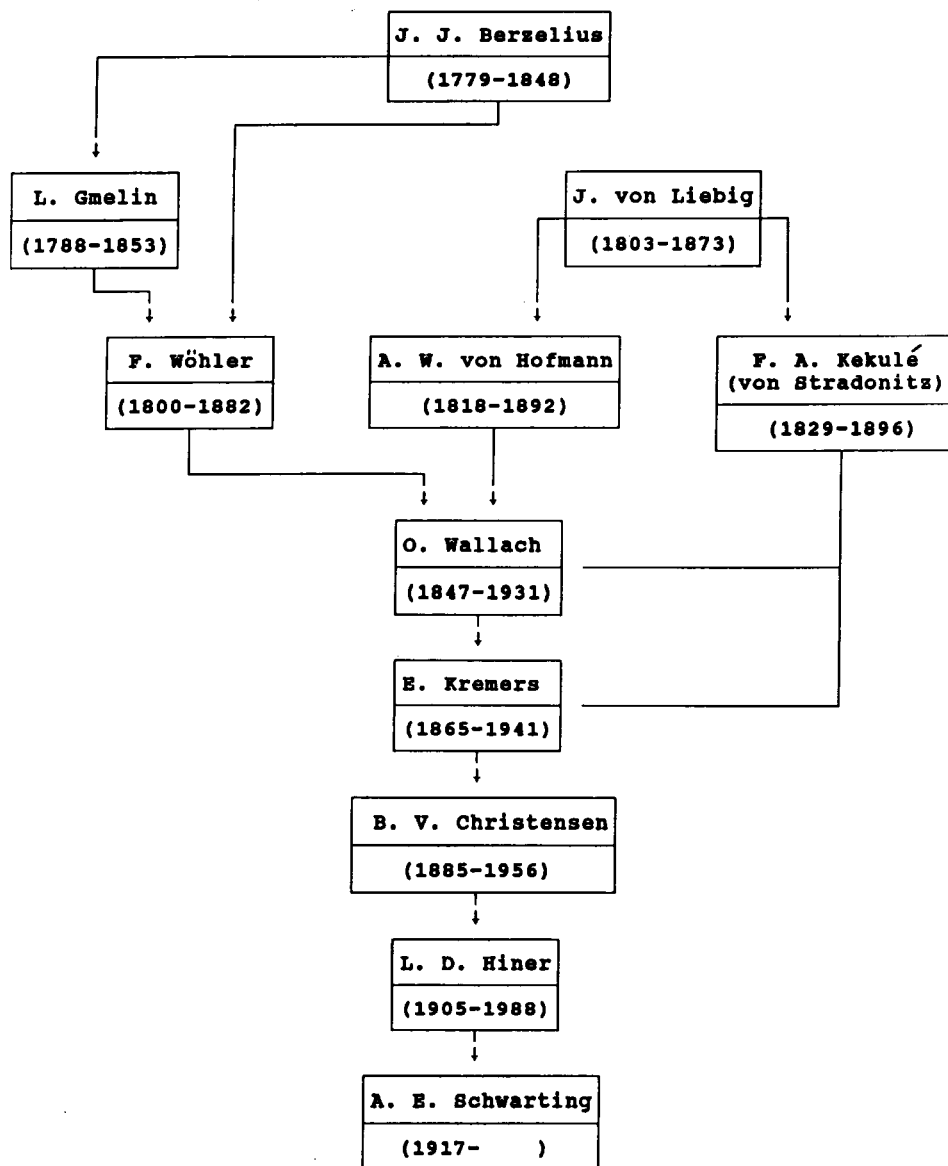 J. J. Berzelius
(1779-1848)
L. Gmelin
(1788-1853)
J. von Liebig
(1803-1873)
F. Wöhler
(1800-1882)
A. W. von Hofmann
(1818-1892)
F. A. Kekulé
(von Stradonitz)
(1829-1896)
O. Wallach
(1847-1931)
E. Kremers
(1865-1941)
B. V. Christensen
(1885-1956)
L. D. Hiner
(1905-1988)
A. E. Schwarting
(1917- )